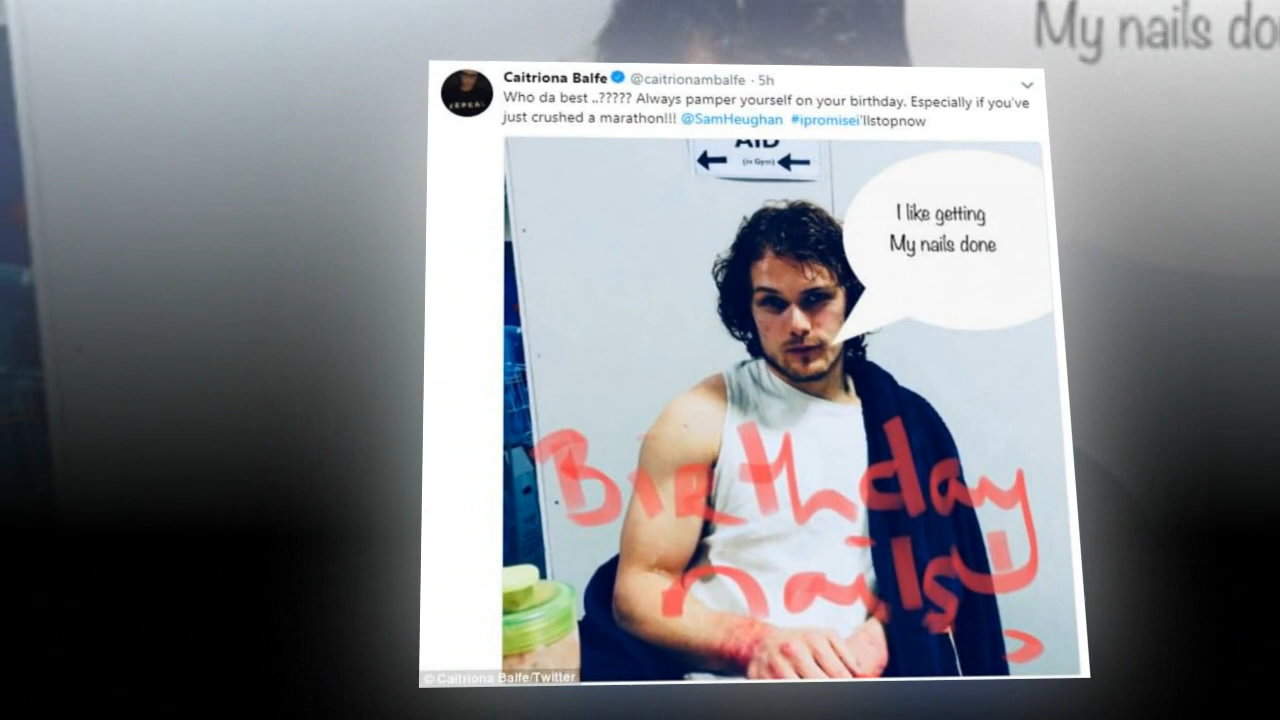 My nails do
Caitriona Balfe @caitrionambalfe · 5h
Who da best ..????? Always pamper yourself on your birthday. Especially if you've
just crushed a marathon!!! @SamHeughan #ipromisei'llstopnow
AID
(in Gym)
I like getting
My nails done
Birthday
nails!
© Caitriona Balfe/Twitter